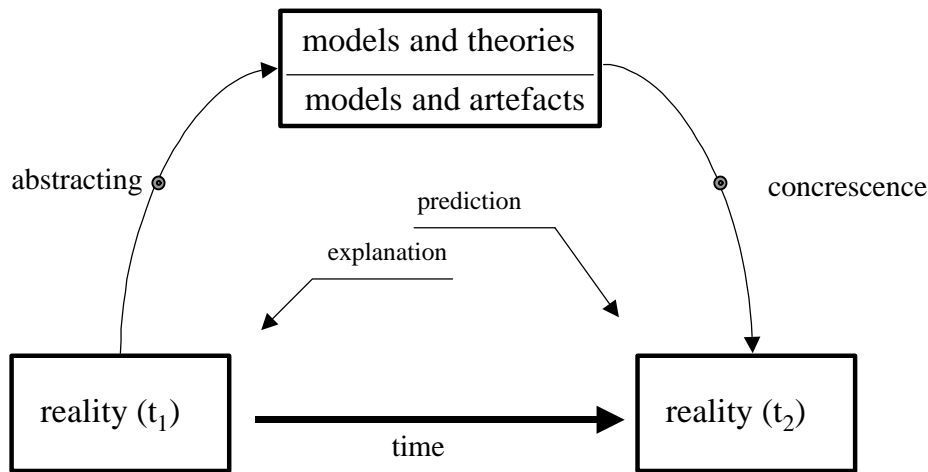 models and theories
models and artefacts
abstracting
concrescence
prediction
explanation
reality (t₁)
reality (t₂)
time